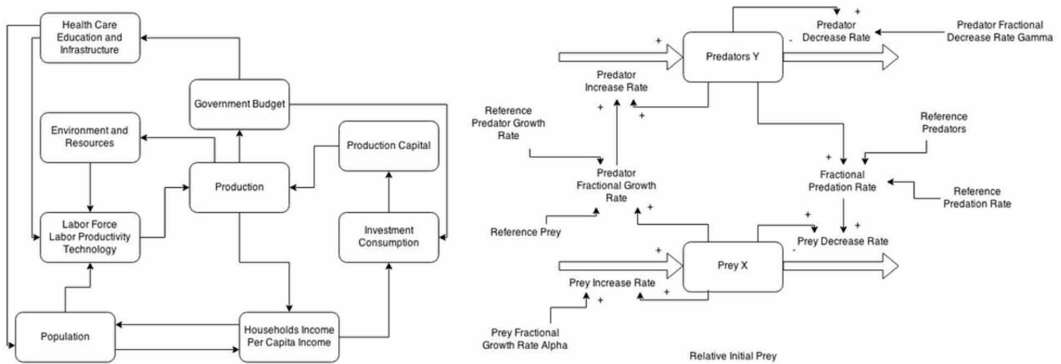 Health Care
Education and
Infrastructure
Government Budget
Environment and
Resources
Production Capital
Production
Labor Force
Labor Productivity
Technology
Investment
Consumption
Population
Households Income
Per Capita Income
+
Predator
Decrease Rate
Predator Fractional
Decrease Rate Gamma
+
Predators Y
-
Predator
Increase Rate
+
+
Reference
Predator Growth
Rate
Reference
Predators
+
Predator
Fractional Growth
Rate
Fractional
Predation Rate
Reference
Predation Rate
Reference Prey
+
+
+
+
Prey Decrease Rate
+
Prey X
-
Prey Increase Rate
+
+
Prey Fractional
Growth Rate Alpha
Relative Initial Prey